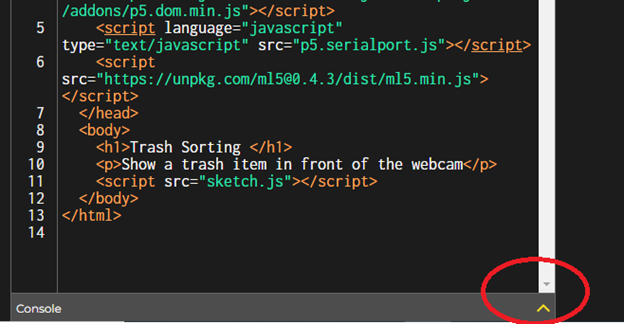 /addons/p5.dom.min.js"></script>
5 <script language="javascript"
type="text/javascript" src="p5.serialport.js"></script>
6 <script
src="https://unpkg.com/ml5@0.4.3/dist/ml5.min.js">
</script>
7 </head>
8 <body>
9 <h1>Trash Sorting </h1>
10 <p>Show a trash item in front of the webcam</p>
11 <script src="sketch.js"></script>
12 </body>
13 </html>
14
Console